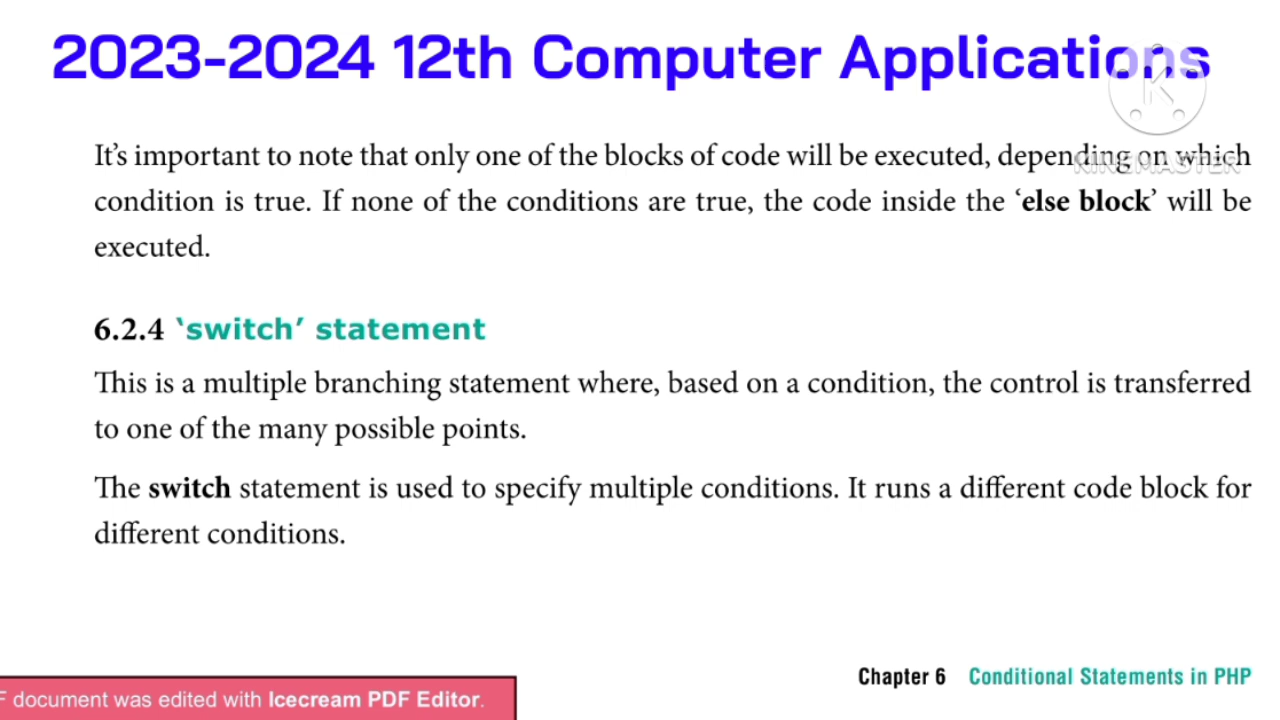 2023-2024 12th Computer Applications
KINEMASTER
It's important to note that only one of the blocks of code will be executed, depending on which
condition is true. If none of the conditions are true, the code inside the ‘else block’ will be
executed.
6.2.4 ‘switch’ statement
This is a multiple branching statement where, based on a condition, the control is transferred
to one of the many possible points.
The switch statement is used to specify multiple conditions. It runs a different code block for
different conditions.
Chapter 6 Conditional Statements in PHP
F document was edited with Icecream PDF Editor.